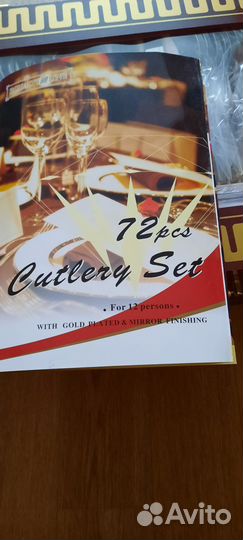 72pcs
Cutlery Set
• For 12 persons •
WITH GOLD PLATED & MIRROR FINISHING
Avito